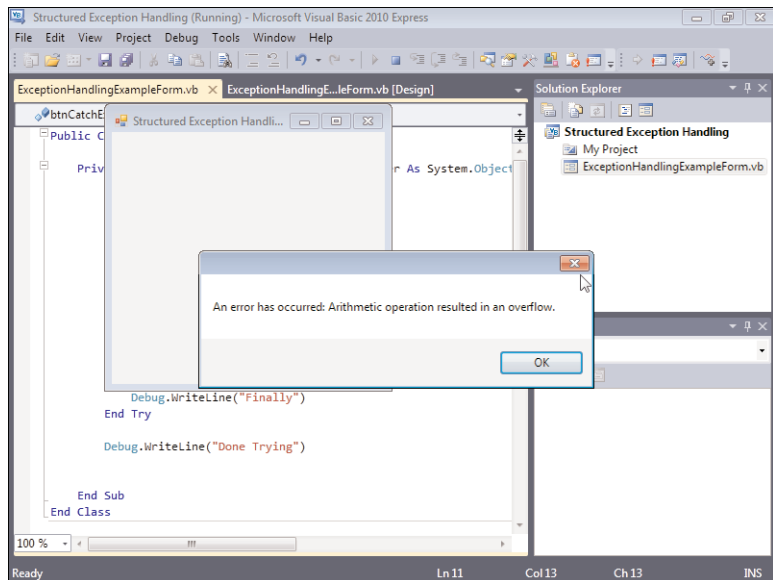 Structured Exception Handling (Running) - Microsoft Visual Basic 2010 Express
File Edit View Project Debug Tools Window Help
ExceptionHandlingExampleForm.vb ExceptionHandlingE...leForm.vb [Design]
Solution Explorer
btnCatchE
Structured Exception Handli...
Structured Exception Handling
My Project
ExceptionHandlingExampleForm.vb
Public C
Priv
r As System.Object
An error has occurred: Arithmetic operation resulted in an overflow.
OK
Debug.WriteLine("Finally")
End Try
Debug.WriteLine("Done Trying")
End Sub
End Class
100 %
Ready
Ln 11
Col 13
Ch 13
INS